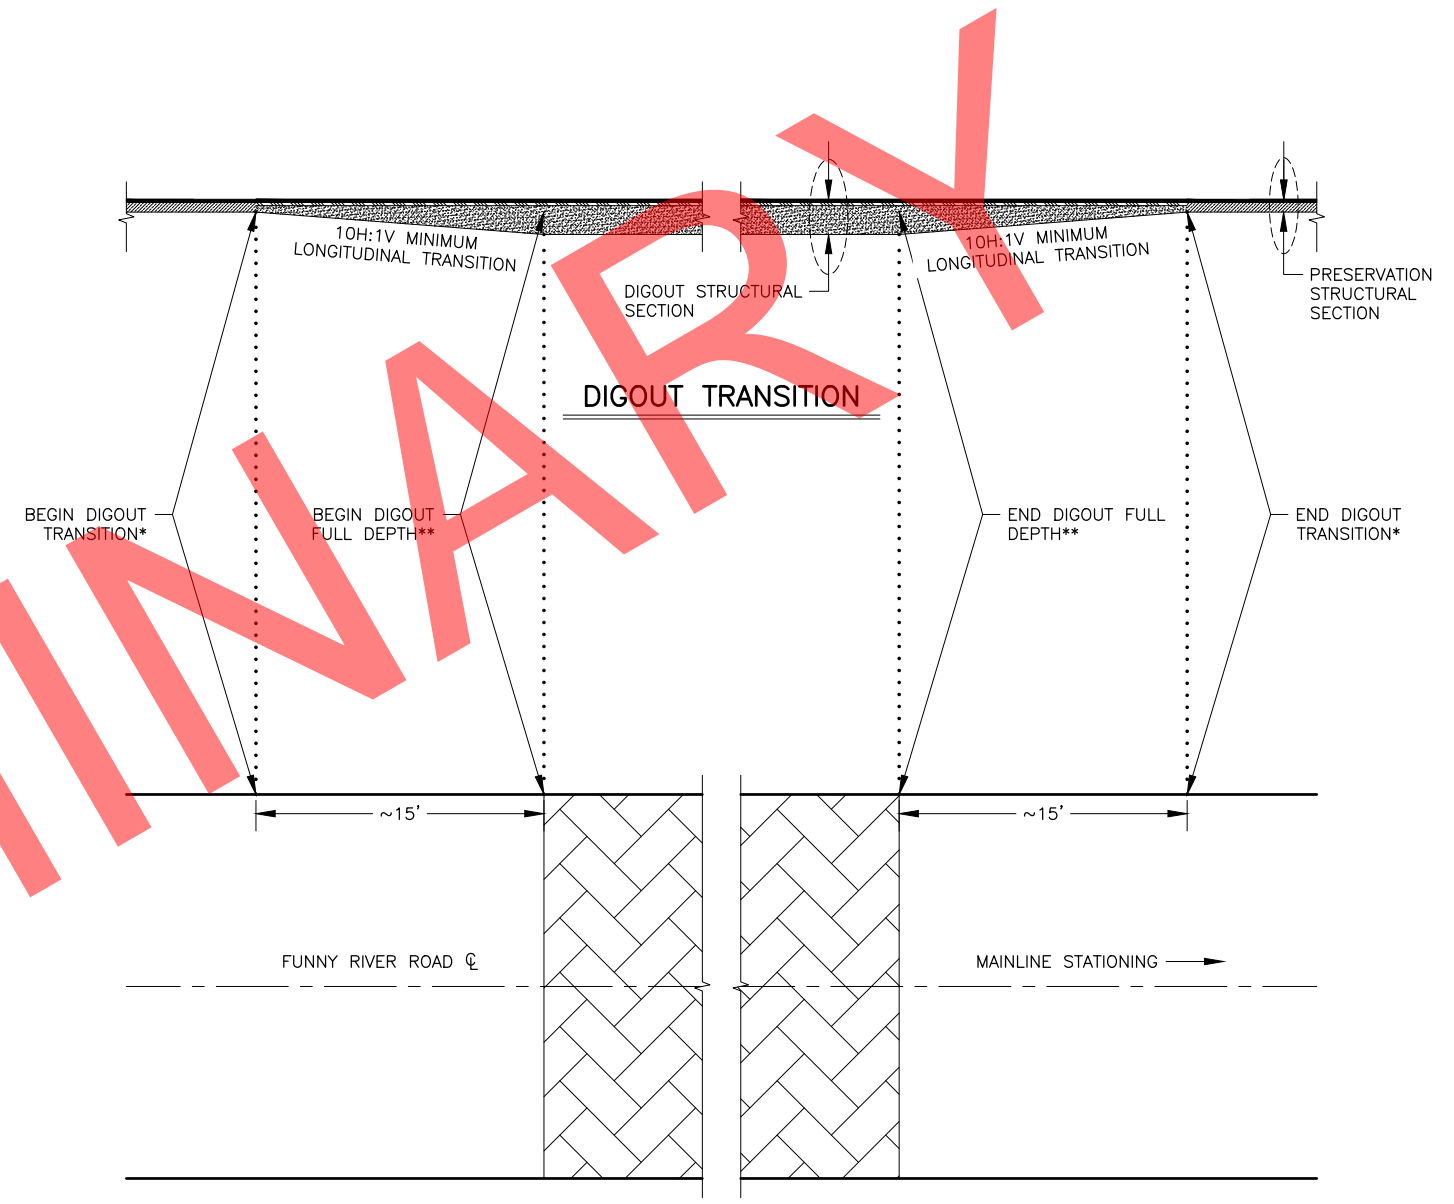 10H:1V MINIMUM
LONGITUDINAL TRANSITION
10H:1V MINIMUM
LONGITUDINAL TRANSITION
DIGOUT STRUCTURAL
SECTION
PRESERVATION
STRUCTURAL
SECTION
DIGOUT TRANSITION
BEGIN DIGOUT
TRANSITION*
BEGIN DIGOUT
FULL DEPTH**
END DIGOUT FULL
DEPTH**
END DIGOUT
TRANSITION*
~15'
~15'
FUNNY RIVER ROAD ℄
MAINLINE STATIONING
INARY